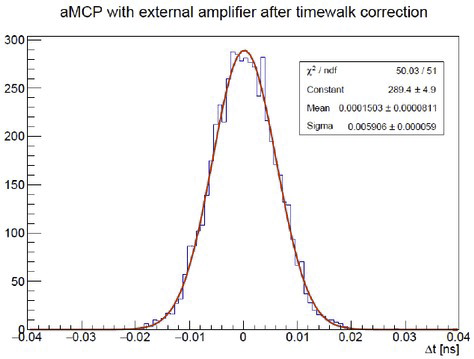 aMCP with external amplifier after timewalk correction
300
250
200
150
100
50
0
χ² / ndf 50.03 / 51
Constant 289.4 ± 4.9
Mean 0.0001503 ± 0.0000811
Sigma 0.005906 ± 0.000059
−0.04 −0.03 −0.02 −0.01 0 0.01 0.02 0.03 0.04
Δt [ns]